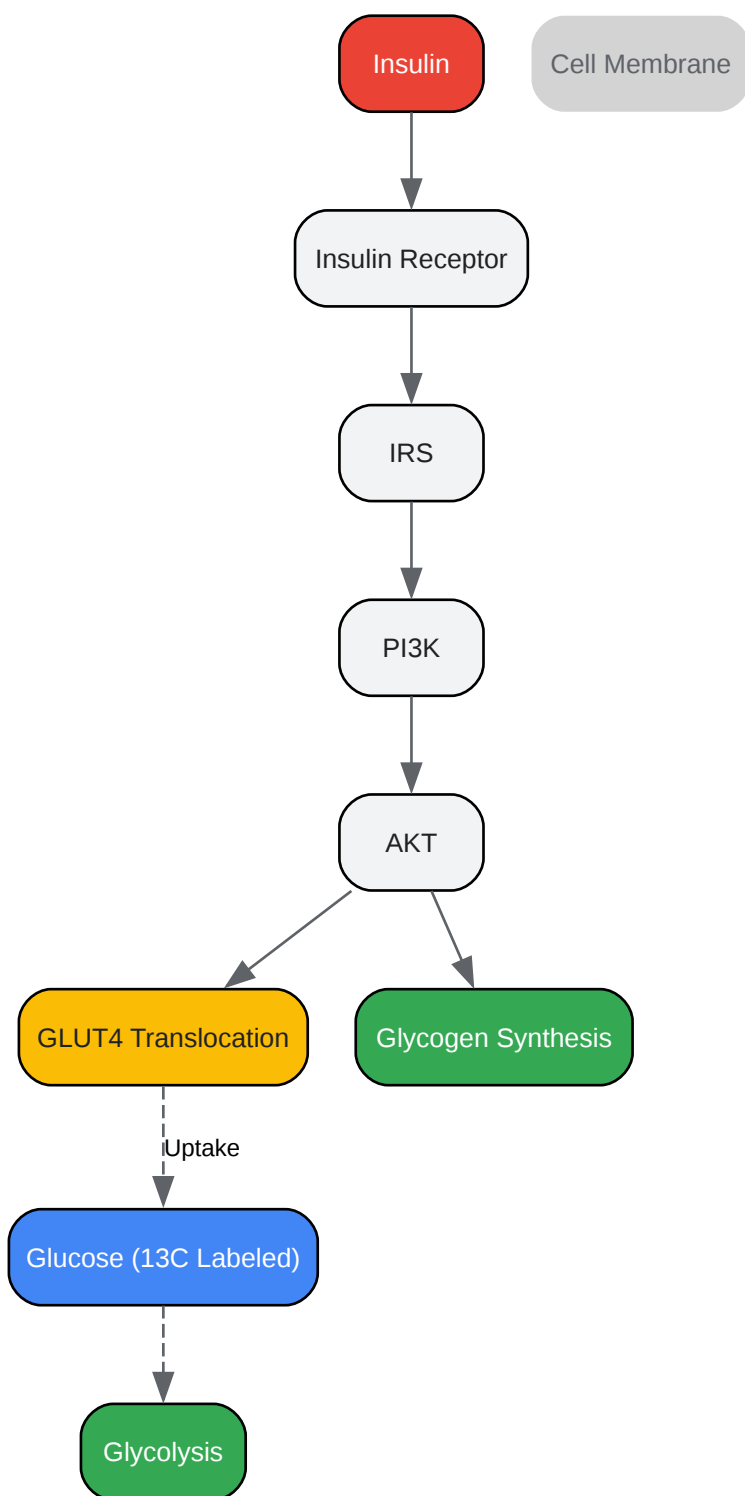 Insulin
Cell Membrane
Insulin Receptor
IRS
PI3K
AKT
GLUT4 Translocation
Glycogen Synthesis
Uptake
Glucose (13C Labeled)
Glycolysis